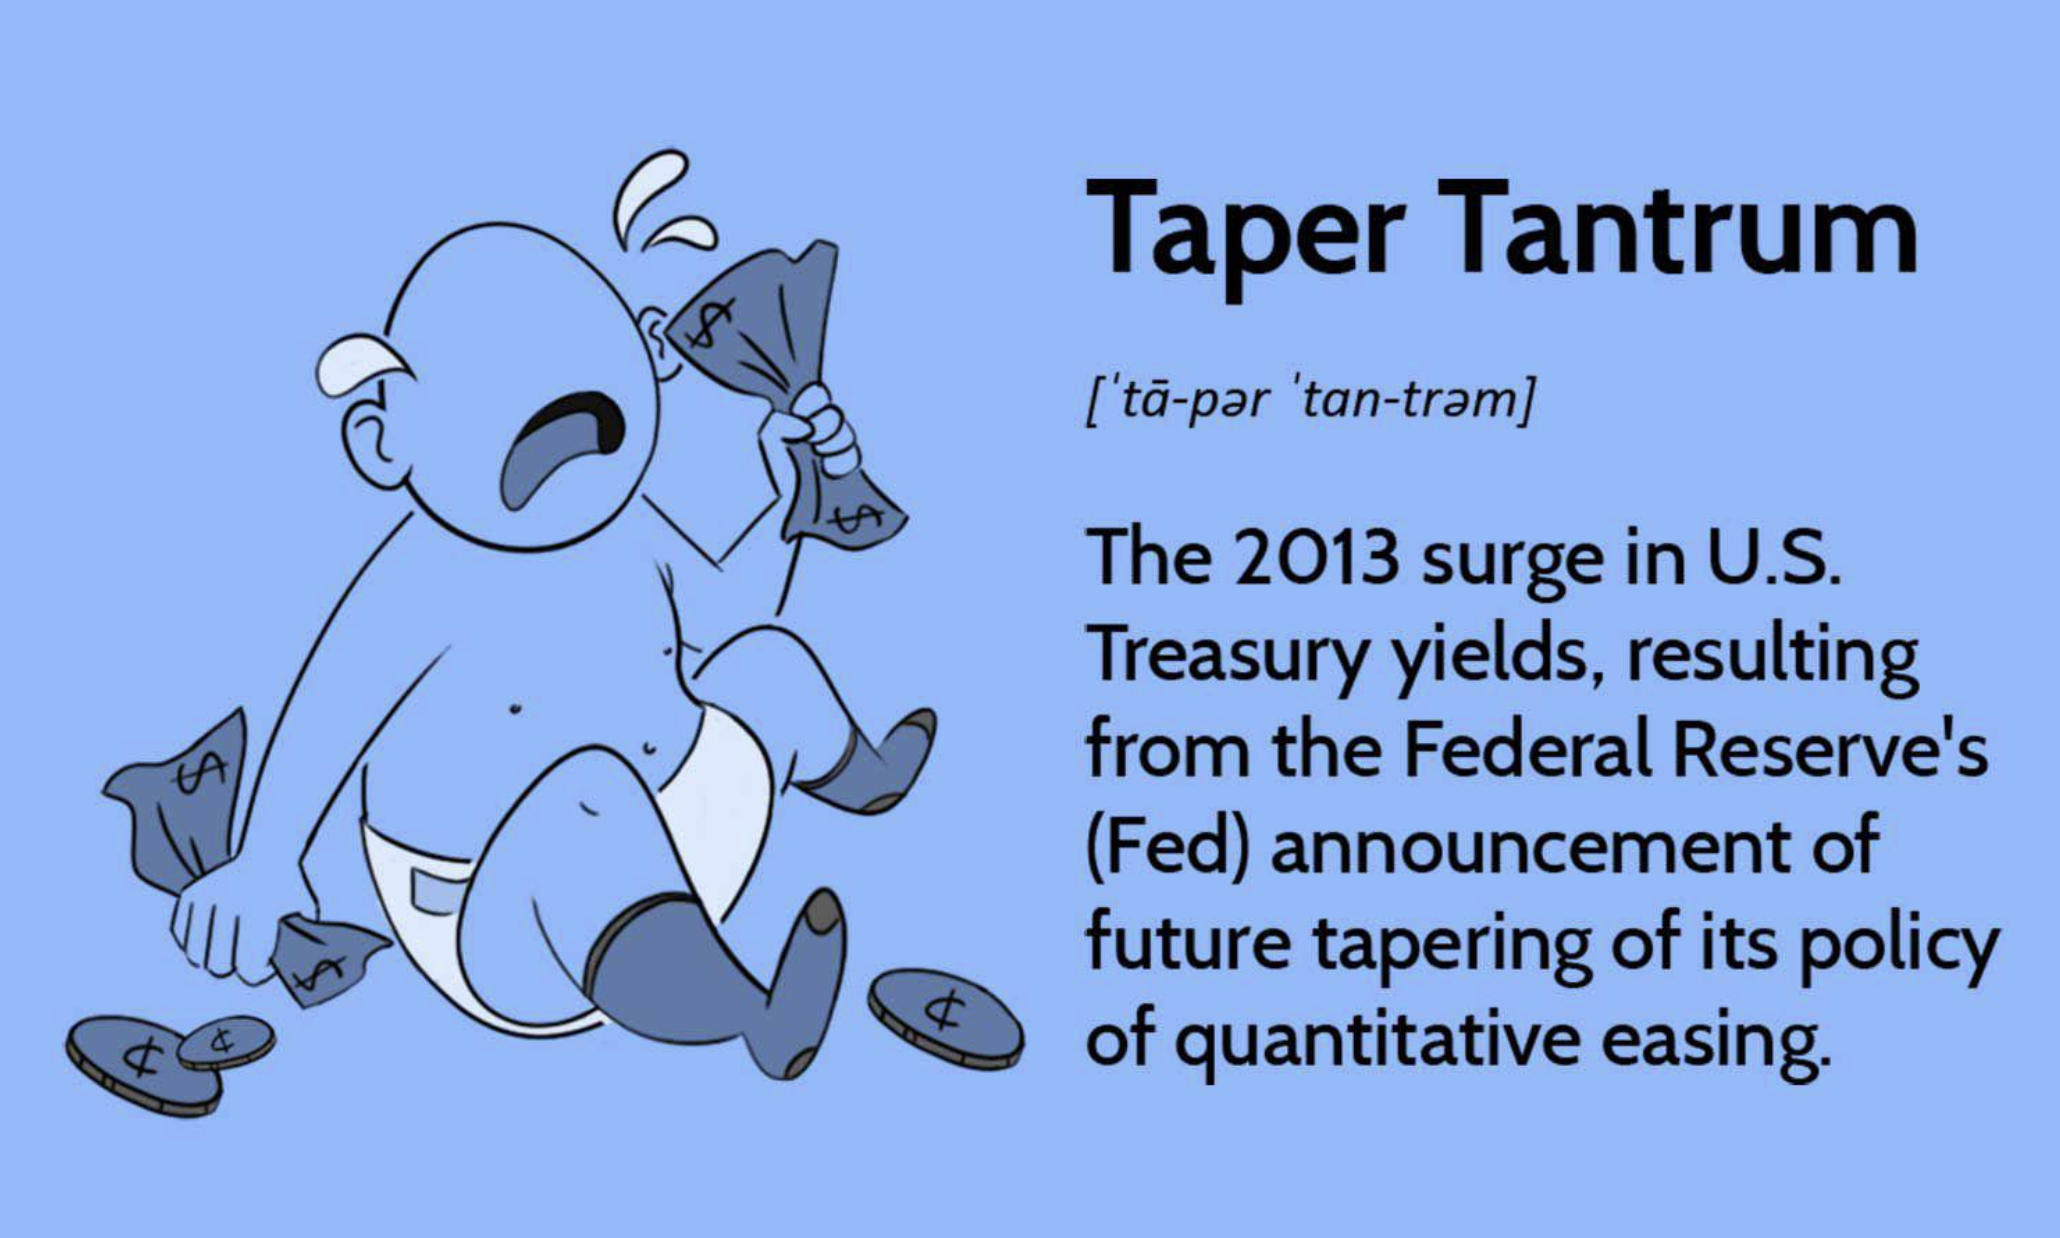 Taper Tantrum
[ˈtā-pər ˈtan-trəm]
The 2013 surge in U.S.
Treasury yields, resulting
from the Federal Reserve's
(Fed) announcement of
future tapering of its policy
of quantitative easing.
$
$
$
$
¢
¢
¢